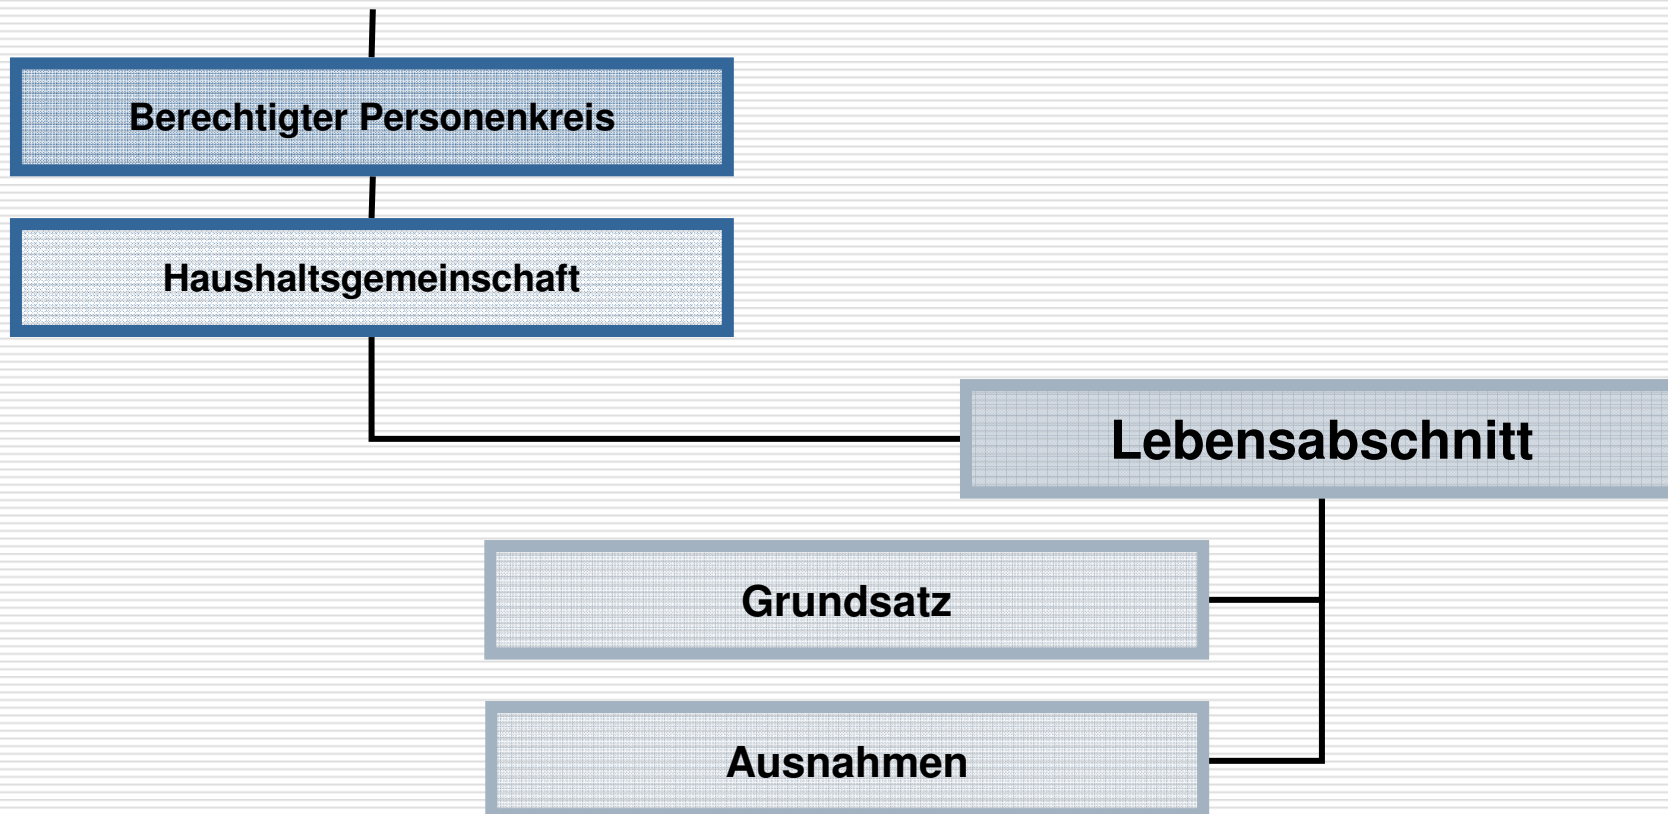 Berechtigter Personenkreis
Haushaltsgemeinschaft
Lebensabschnitt
Grundsatz
Ausnahmen